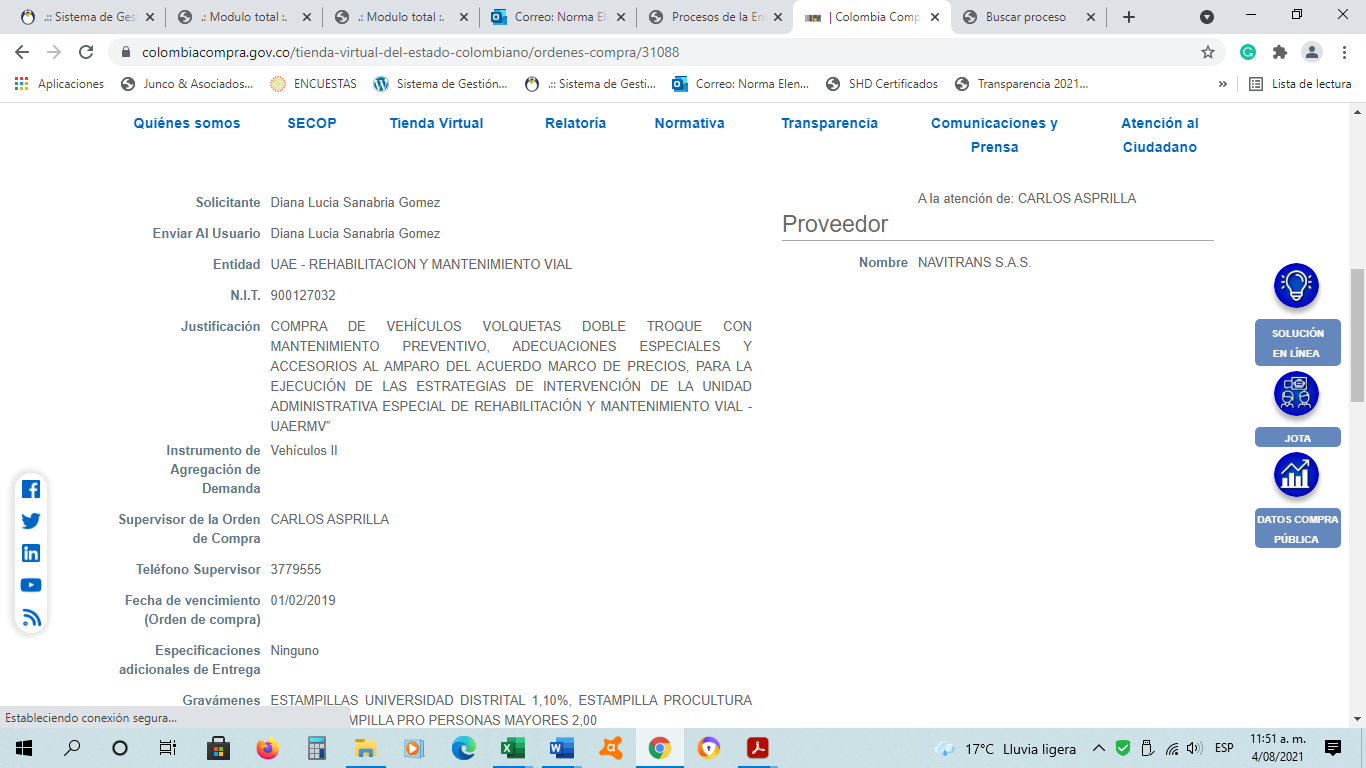 .:: Sistema de Ges
.: Modulo total :.
.: Modulo total :.
Correo: Norma El
Procesos de la En
| Colombia Comp
Buscar proceso
colombiacompra.gov.co/tienda-virtual-del-estado-colombiano/ordenes-compra/31088
Aplicaciones
Junco & Asociados...
ENCUESTAS
Sistema de Gestión...
.:: Sistema de Gesti...
Correo: Norma Elen...
SHD Certificados
Transparencia 2021...
»
Lista de lectura
Quiénes somos
SECOP
Tienda Virtual
Relatoría
Normativa
Transparencia
Comunicaciones y
Prensa
Atención al
Ciudadano
Solicitante Diana Lucia Sanabria Gomez
Enviar Al Usuario Diana Lucia Sanabria Gomez
Entidad UAE - REHABILITACION Y MANTENIMIENTO VIAL
N.I.T. 900127032
Justificación COMPRA DE VEHÍCULOS VOLQUETAS DOBLE TROQUE CON
MANTENIMIENTO PREVENTIVO, ADECUACIONES ESPECIALES Y
ACCESORIOS AL AMPARO DEL ACUERDO MARCO DE PRECIOS, PARA LA
EJECUCIÓN DE LAS ESTRATEGIAS DE INTERVENCIÓN DE LA UNIDAD
ADMINISTRATIVA ESPECIAL DE REHABILITACIÓN Y MANTENIMIENTO VIAL -
UAERMV”
Instrumento de Vehículos II
Agregación de
Demanda
Supervisor de la Orden CARLOS ASPRILLA
de Compra
Teléfono Supervisor 3779555
Fecha de vencimiento 01/02/2019
(Orden de compra)
Especificaciones Ninguno
adicionales de Entrega
Gravámenes ESTAMPILLAS UNIVERSIDAD DISTRITAL 1,10%, ESTAMPILLA PROCULTURA
MPILLA PRO PERSONAS MAYORES 2,00
A la atención de: CARLOS ASPRILLA
Proveedor
Nombre NAVITRANS S.A.S.
SOLUCIÓN
EN LÍNEA
JOTA
DATOS COMPRA
PÚBLICA
Estableciendo conexión segura...
17°C Lluvia ligera
ESP
11:51 a. m.
4/08/2021